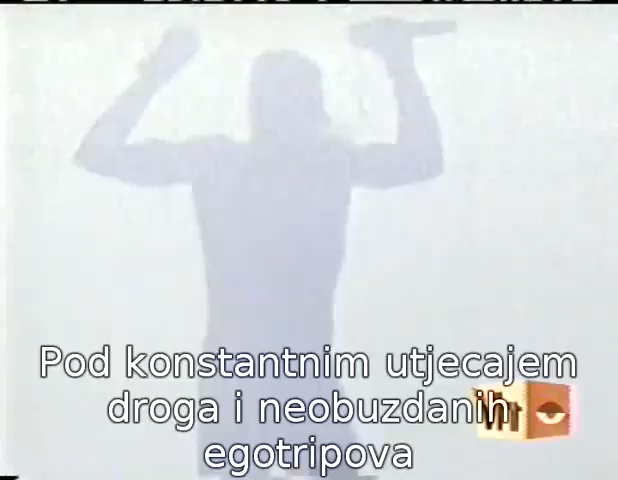 Pod konstantnim utjecajem
droga i neobuzdanih
egotripova